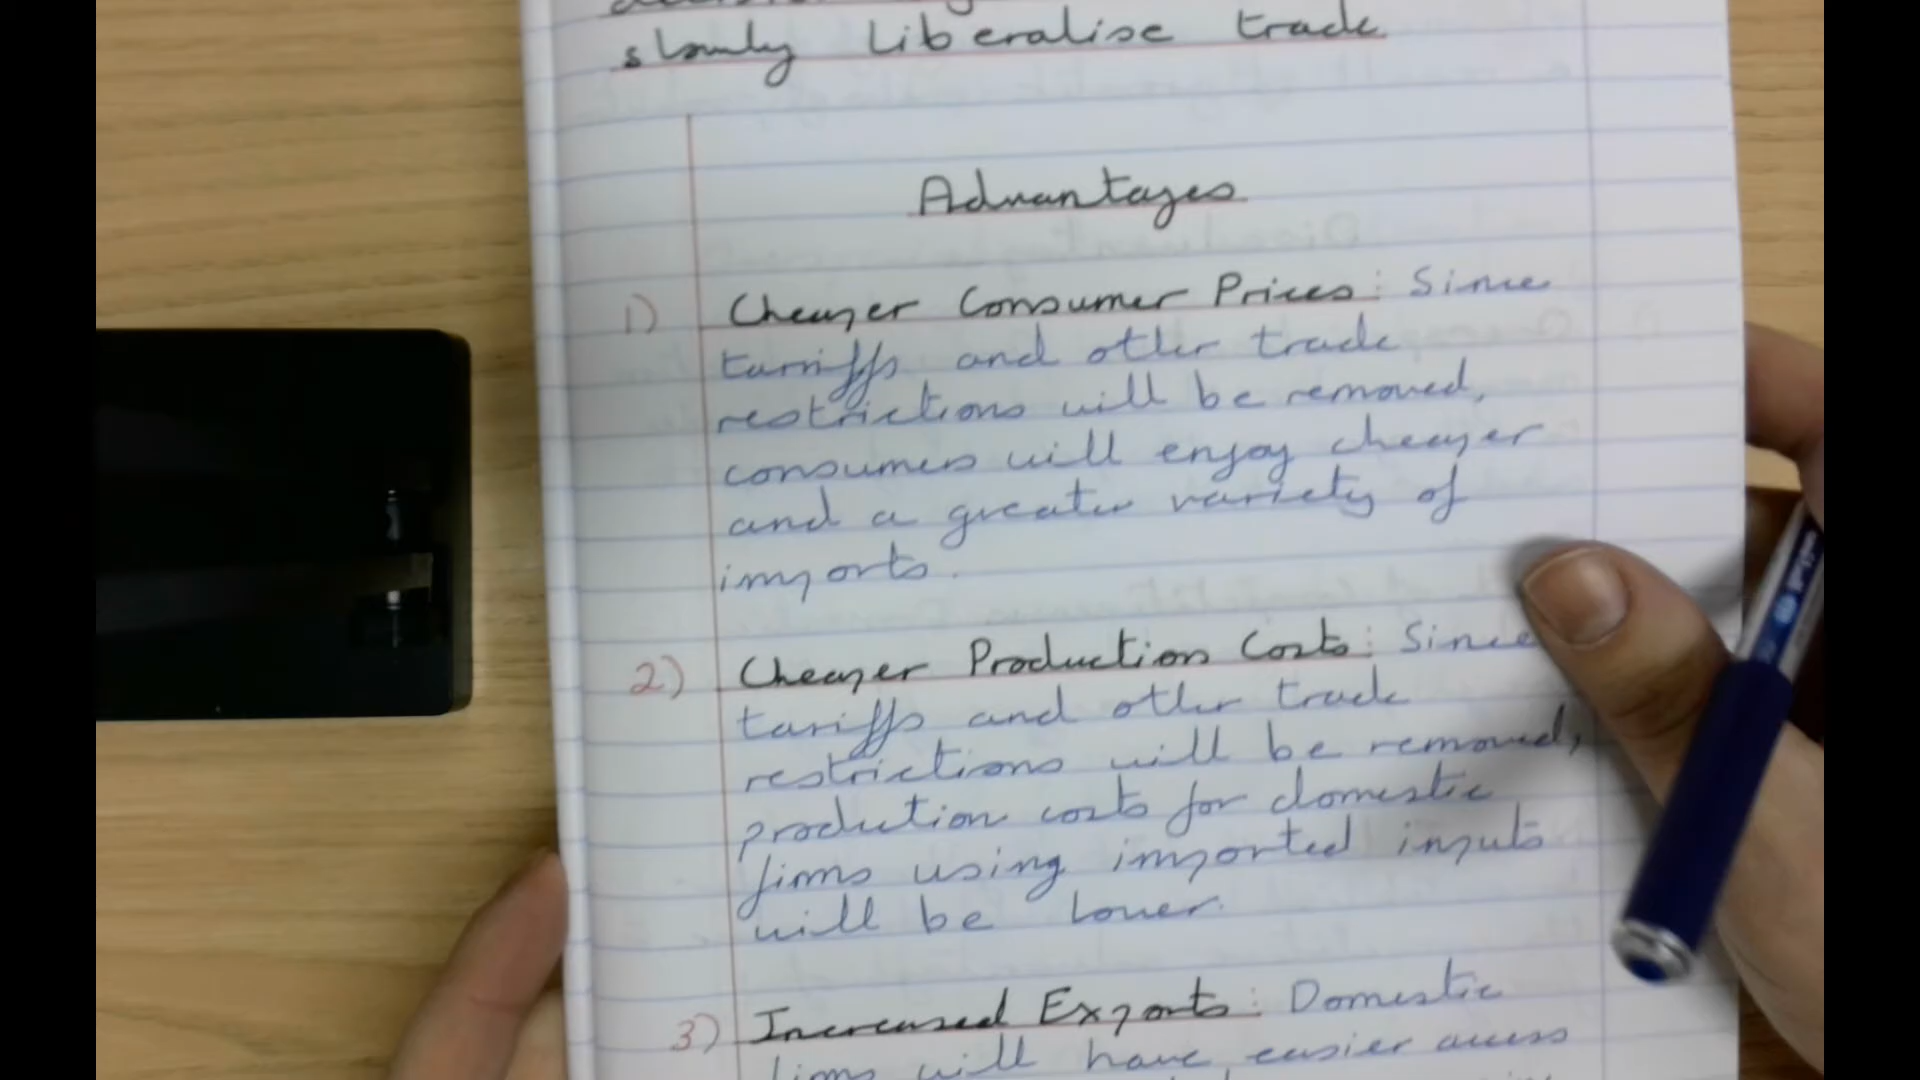 slowly liberalise trade.
Advantages
1) Cheaper Consumer Prices: Since
tariffs and other trade
restrictions will be removed,
consumers will enjoy cheaper
and a greater variety of
imports.
2) Cheaper Production Costs: Since
tariffs and other trade
restrictions will be removed,
production costs for domestic
firms using imported inputs
will be lower.
3) Increased Exports: Domestic
firms will have easier access